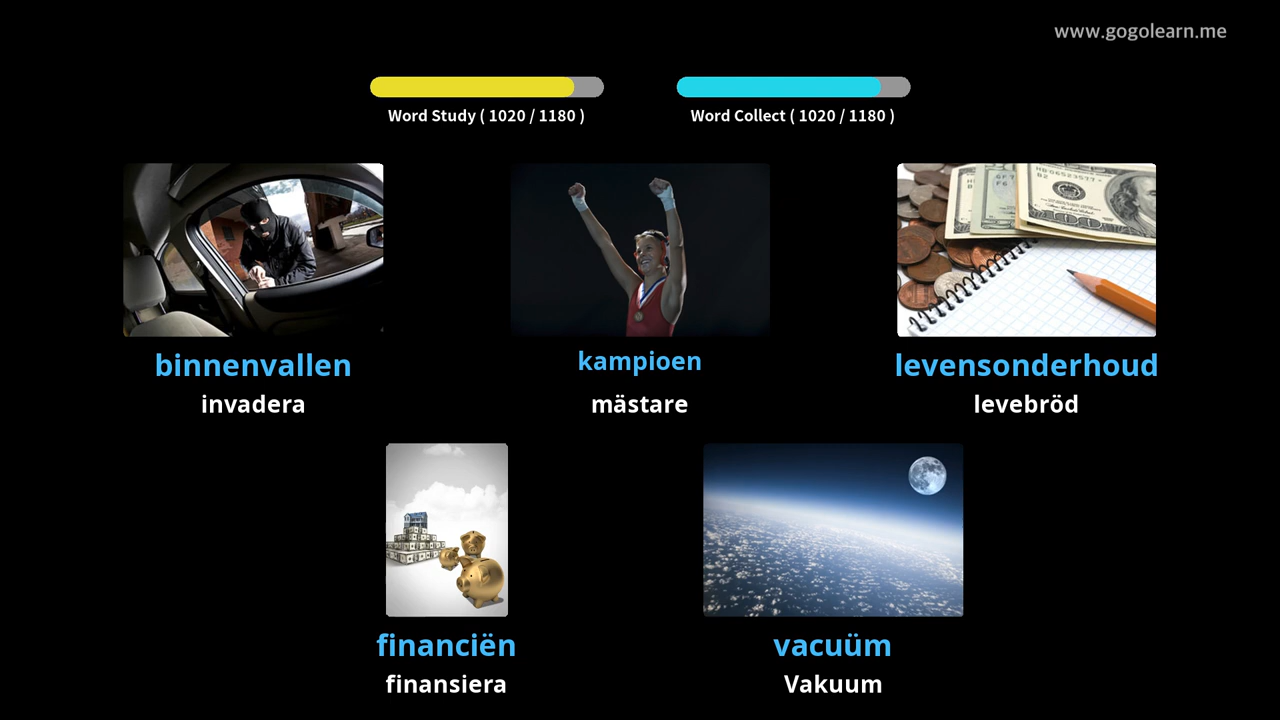 www.gogolearn.me
Word Study ( 1020 / 1180 )
Word Collect ( 1020 / 1180 )
binnenvallen
invadera
kampioen
mästare
levensonderhoud
levebröd
financiën
finansiera
vacuüm
Vakuum